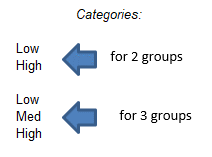 Categories:
Low
High
for 2 groups
Low
Med
High
for 3 groups